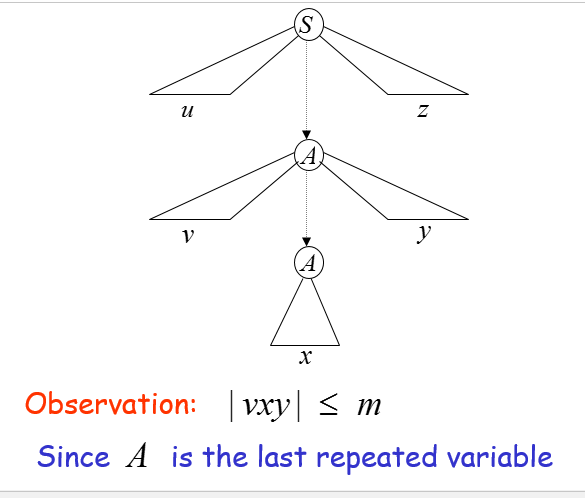 S
u z
A
v y
A
x
Observation: |vxy| ≤ m
Since A is the last repeated variable